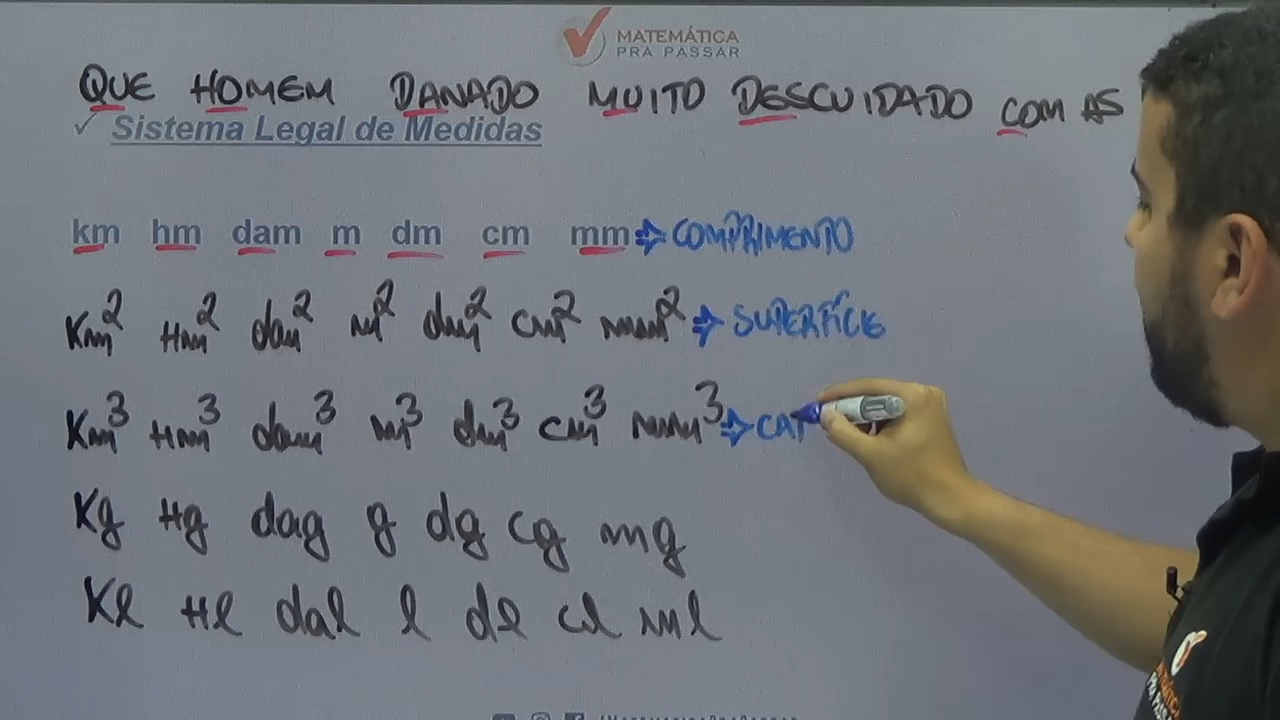 MATEMÁTICA
PRA PASSAR
QUE HOMEM DANADO MUITO DESCUIDADO COM AS
✓ Sistema Legal de Medidas
km hm dam m dm cm mm ⇒ COMPRIMENTO
Km² Hm² dam² m² dm² cm² mm² ⇒ SUPERFÍCIE
Km³ Hm³ dam³ m³ dm³ cm³ mm³ ⇒ CAP
Kg Hg dag g dg cg mg
Kl Hl dal l dl cl ml